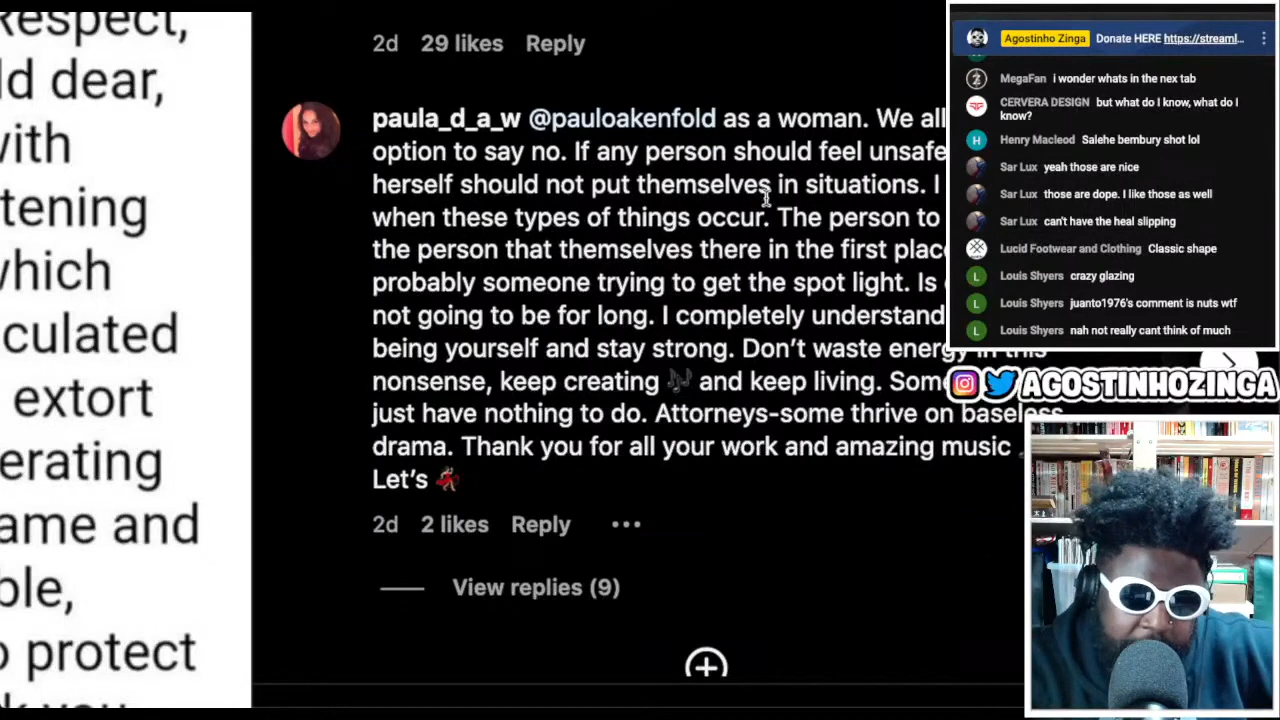 Respect,
ld dear,
with
tening
which
culated
extort
erating
ame and
ble,
o protect
2d 29 likes Reply
paula_d_a_w @pauloakenfold as a woman. We all
option to say no. If any person should feel unsafe
herself should not put themselves in situations. I
when these types of things occur. The person to
the person that themselves there in the first place
probably someone trying to get the spot light. Is
not going to be for long. I completely understand
being yourself and stay strong. Don’t waste energy in this
nonsense, keep creating 🎶 and keep living. Some
just have nothing to do. Attorneys-some thrive on baseless
drama. Thank you for all your work and amazing music
Let’s 💃
2d 2 likes Reply •••
View replies (9)
Agostinho Zinga Donate HERE https://streaml...
MegaFan i wonder whats in the nex tab
CERVERA DESIGN but what do I know, what do I
know?
Henry Macleod Salehe bembury shot lol
Sar Lux yeah those are nice
Sar Lux those are dope. I like those as well
Sar Lux can't have the heal slipping
Lucid Footwear and Clothing Classic shape
Louis Shyers crazy glazing
Louis Shyers juanto1976's comment is nuts wtf
Louis Shyers nah not really cant think of much
AGOSTINHOZINGA